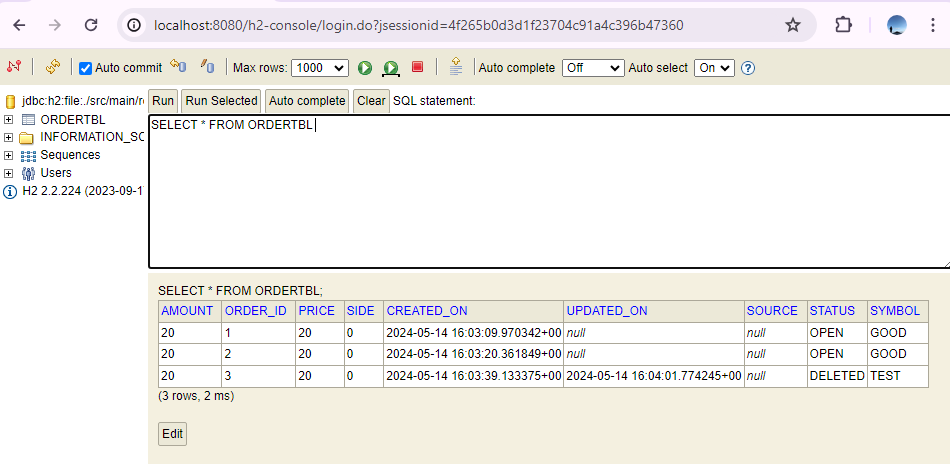 localhost:8080/h2-console/login.do?jsessionid=4f265b0d3d1f23704c91a4c396b47360
Auto commit Max rows: 1000 Auto complete Off Auto select On
jdbc:h2:file:./src/main/re
Run Run Selected Auto complete Clear SQL statement:
ORDERTBL
INFORMATION_SC
Sequences
Users
H2 2.2.224 (2023-09-1
SELECT * FROM ORDERTBL
SELECT * FROM ORDERTBL;
AMOUNT ORDER_ID PRICE SIDE CREATED_ON UPDATED_ON SOURCE STATUS SYMBOL
20 1 20 0 2024-05-14 16:03:09.970342+00 null null OPEN GOOD
20 2 20 0 2024-05-14 16:03:20.361849+00 null null OPEN GOOD
20 3 20 0 2024-05-14 16:03:39.133375+00 2024-05-14 16:04:01.774245+00 null DELETED TEST
(3 rows, 2 ms)
Edit